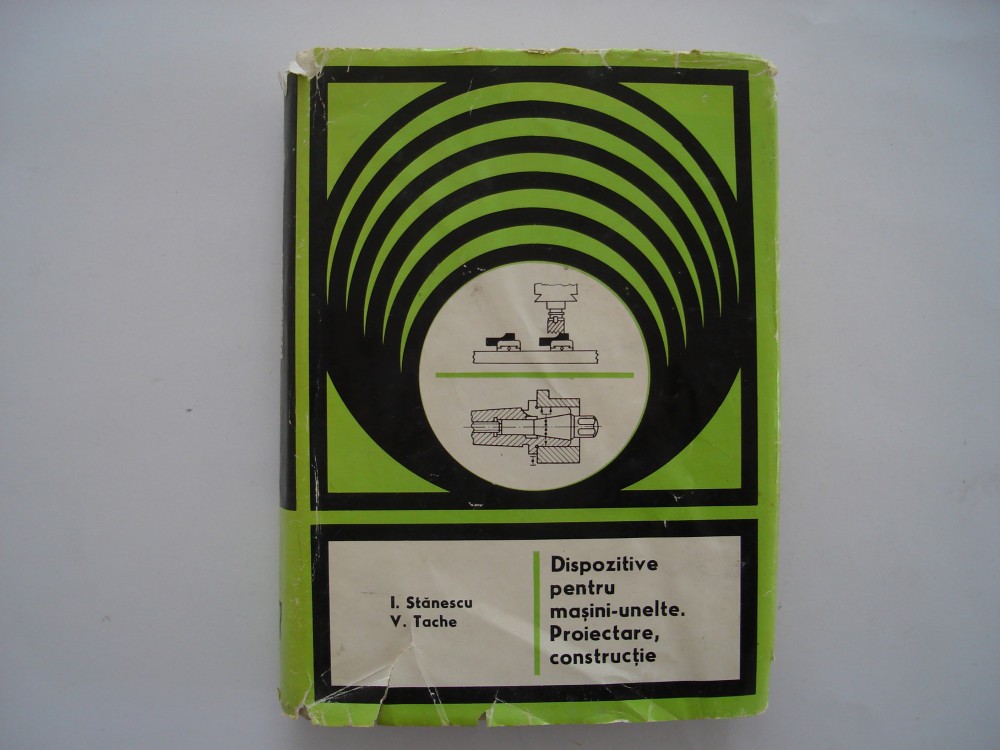 I. Stănescu
V. Tache
Dispozitive
pentru
mașini-unelte.
Proiectare,
construcție